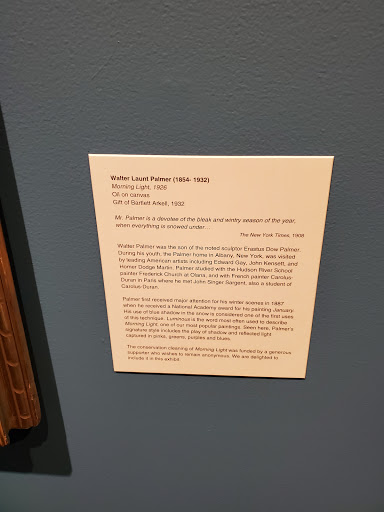 Walter Launt Palmer (1854- 1932)
Morning Light, 1926
Oil on canvas
Gift of Bartlett Arkell, 1932
Mr. Palmer is a devotee of the bleak and wintry season of the year,
when everything is snowed under...
The New York Times, 1908
Walter Palmer was the son of the noted sculptor Erastus Dow Palmer.
During his youth, the Palmer home in Albany, New York, was visited
by leading American artists including Edward Gay, John Kensett, and
Homer Dodge Martin. Palmer studied with the Hudson River School
painter Frederick Church at Olana, and with French painter Carolus-
Duran in Paris where he met John Singer Sargent, also a student of
Carolus-Duran.
Palmer first received major attention for his winter scenes in 1887
when he received a National Academy award for his painting January.
His use of blue shadow in the snow is considered one of the first uses
of this technique. Luminous is the word most often used to describe
Morning Light, one of our most popular paintings. Seen here, Palmer's
signature style includes the play of shadow and reflected light
captured in pinks, greens, purples and blues.
The conservation cleaning of Morning Light was funded by a generous
supporter who wishes to remain anonymous. We are delighted to
include it in this exhibit.